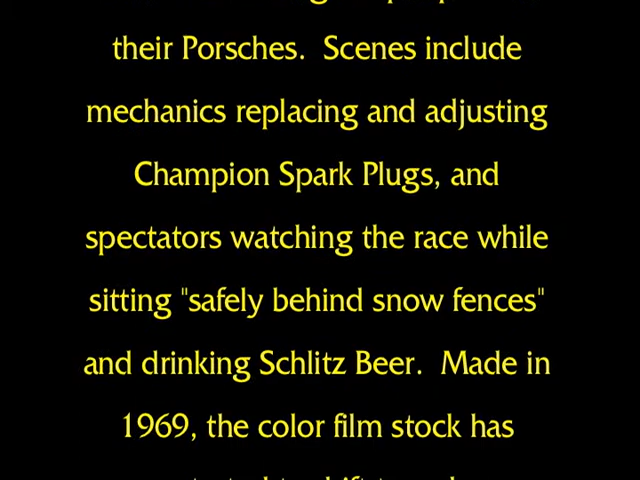 their Porsches.  Scenes include
mechanics replacing and adjusting
Champion Spark Plugs, and
spectators watching the race while
sitting "safely behind snow fences"
and drinking Schlitz Beer.  Made in
1969, the color film stock has